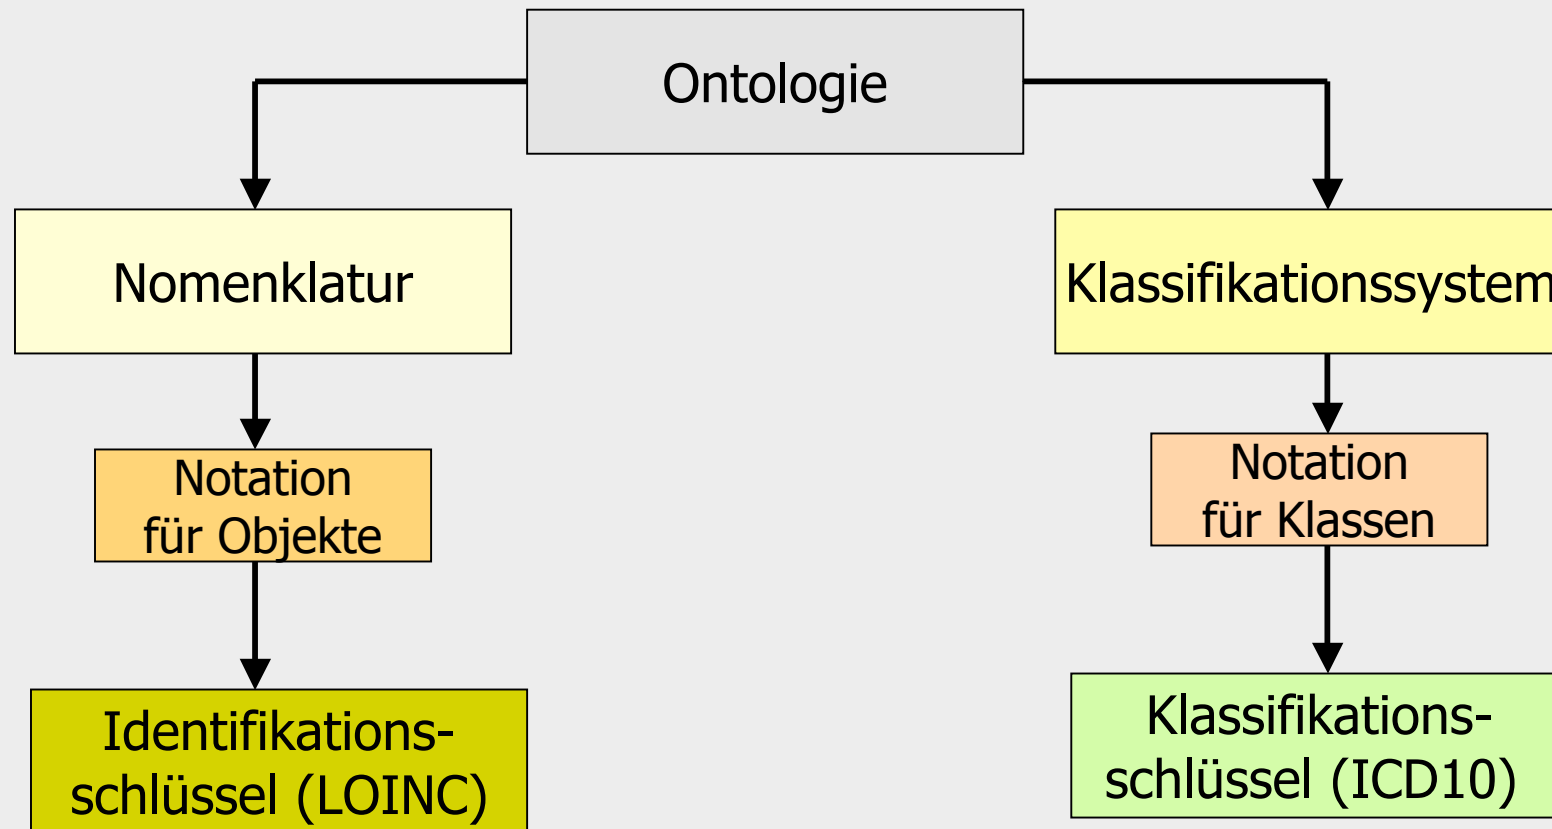 Ontologie
Nomenklatur
Klassifikationssystem
Notation
für Objekte
Notation
für Klassen
Identifikations-
schlüssel (LOINC)
Klassifikations-
schlüssel (ICD10)